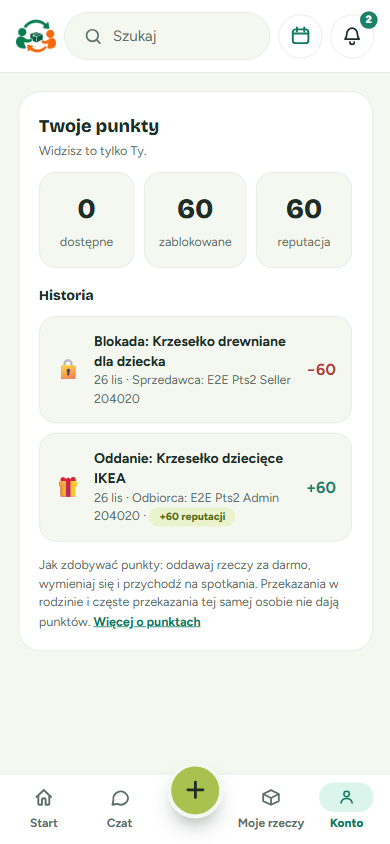 Szukaj
2
Twoje punkty
Widzisz to tylko Ty.
0
60
60
dostępne
zablokowane
reputacja
Historia
Blokada: Krzesełko drewniane
dla dziecka
26 lis · Sprzedawca: E2E Pts2 Seller
204020
-60
Oddanie: Krzesełko dziecięce
IKEA
26 lis · Odbiorca: E2E Pts2 Admin
204020 · +60 reputacji
+60
Jak zdobywać punkty: oddawaj rzeczy za darmo,
wymieniaj się i przychodź na spotkania. Przekazania w
rodzinie i częste przekazania tej samej osobie nie dają
punktów. Więcej o punktach
Start
Czat
Moje rzeczy
Konto